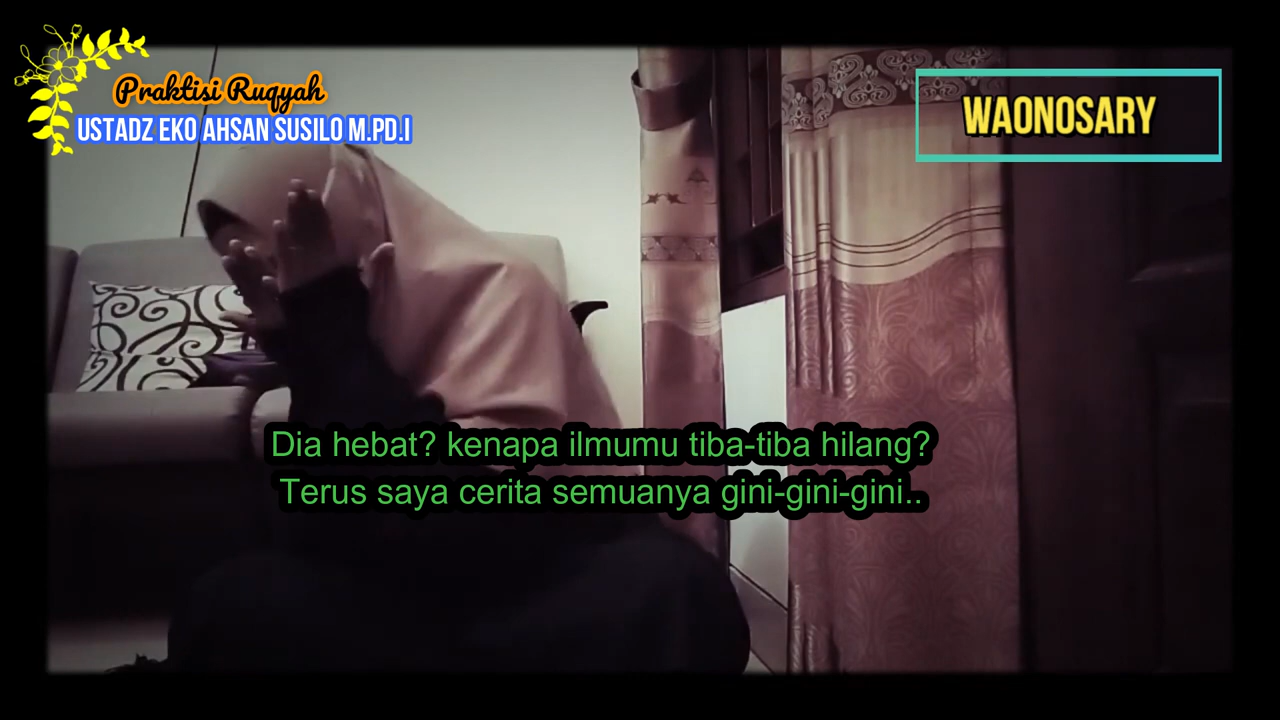 Praktisi Ruqyah
USTADZ EKO AHSAN SUSILO M.PD.I
WAONOSARY
Dia hebat? kenapa ilmumu tiba-tiba hilang?
Terus saya cerita semuanya gini-gini-gini..